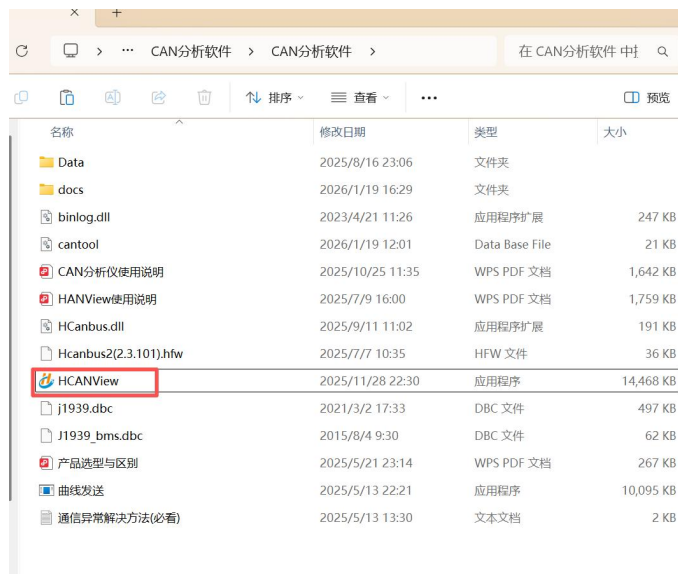 CAN分析软件 > CAN分析软件 > 在 CAN分析软件 中
排序 查看 预览
名称 修改日期 类型 大小
Data 2025/8/16 23:06 文件夹
docs 2026/1/19 16:29 文件夹
binlog.dll 2023/4/21 11:26 应用程序扩展 247 KB
cantool 2026/1/19 12:01 Data Base File 21 KB
CAN分析仪使用说明 2025/10/25 11:35 WPS PDF 文档 1,642 KB
HANView使用说明 2025/7/9 16:00 WPS PDF 文档 1,759 KB
HCanbus.dll 2025/9/11 11:02 应用程序扩展 191 KB
Hcanbus2(2.3.101).hfw 2025/7/7 10:35 HFW 文件 36 KB
HCANView 2025/11/28 22:30 应用程序 14,468 KB
j1939.dbc 2021/3/2 17:33 DBC 文件 497 KB
J1939_bms.dbc 2015/8/4 9:30 DBC 文件 62 KB
产品选型与区别 2025/5/21 23:14 WPS PDF 文档 267 KB
曲线发送 2025/5/13 22:21 应用程序 10,095 KB
通信异常解决方法(必看) 2025/5/13 13:30 文本文档 2 KB